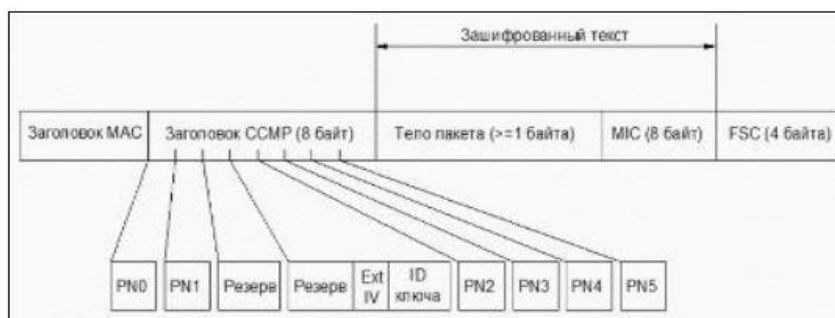 Зашифрованный текст
Заголовок MAC Заголовок CCMP (8 байт) Тело пакета (>=1 байта) MIC (8 байт) FSC (4 байта)
PN0 PN1 Резерв Резерв Ext IV ID ключа PN2 PN3 PN4 PN5